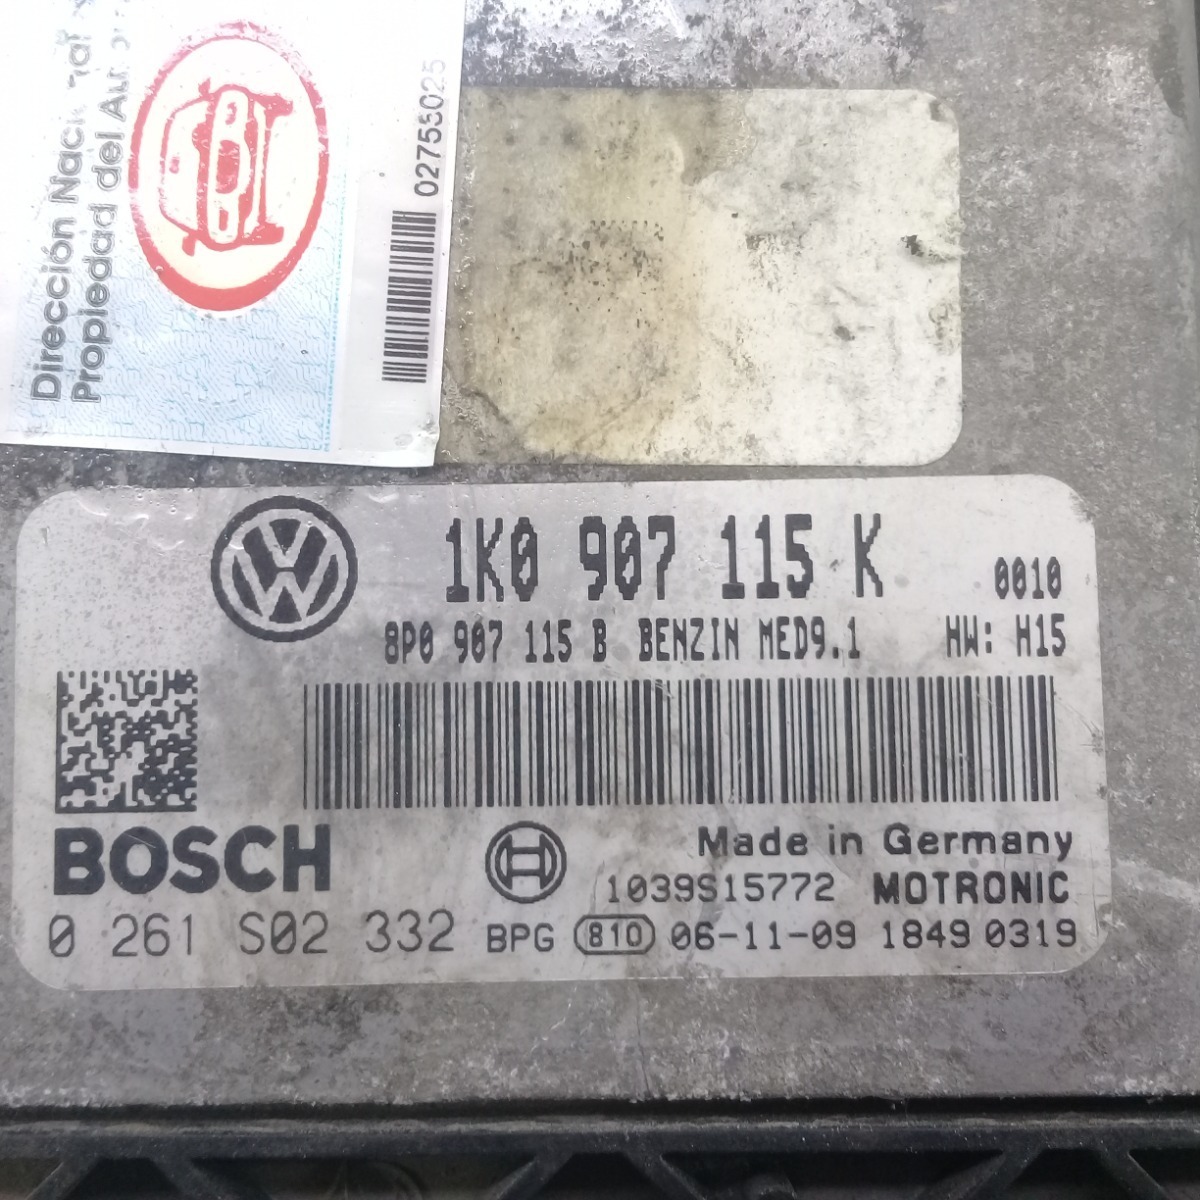 Dirección Nacional
Propiedad del Au
02753025
1K0 907 115 K
0010
8P0 907 115 B BENZIN MED9.1 HW: H15
BOSCH
Made in Germany
1039S15772 MOTRONIC
0 261 S02 332 BPG 810 06-11-09 1849 0319